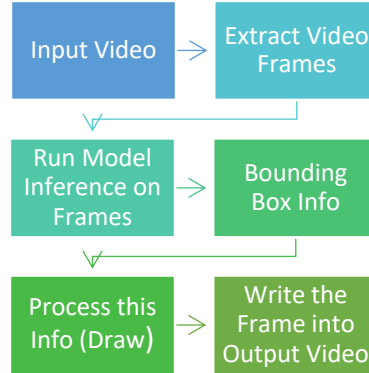 Input Video
Extract Video
Frames
Run Model
Inference on
Frames
Bounding
Box Info
Process this
Info (Draw)
Write the
Frame into
Output Video